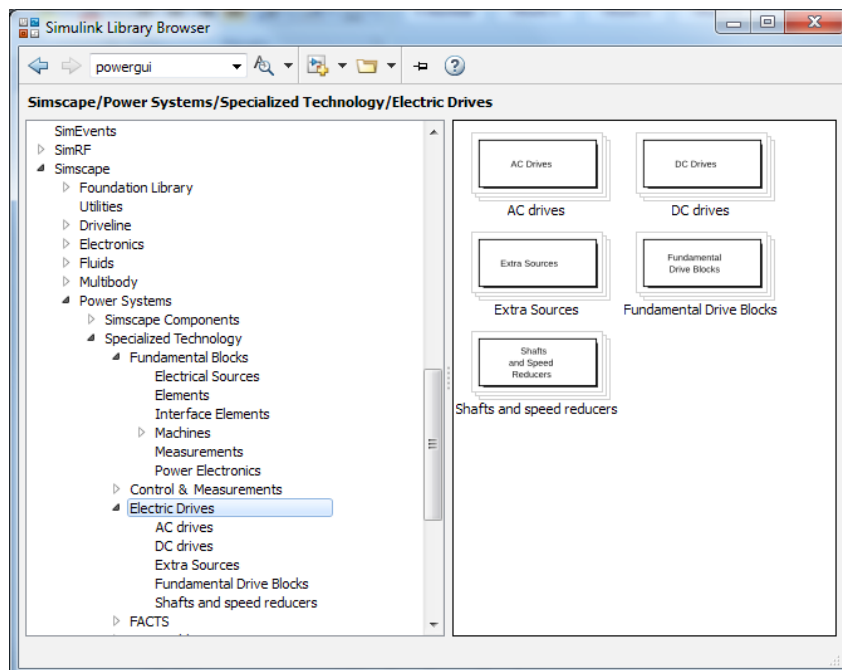 Simulink Library Browser
powergui
Simscape/Power Systems/Specialized Technology/Electric Drives
SimEvents
SimRF
Simscape
Foundation Library
Utilities
Driveline
Electronics
Fluids
Multibody
Power Systems
Simscape Components
Specialized Technology
Fundamental Blocks
Electrical Sources
Elements
Interface Elements
Machines
Measurements
Power Electronics
Control & Measurements
Electric Drives
AC drives
DC drives
Extra Sources
Fundamental Drive Blocks
Shafts and speed reducers
FACTS
AC Drives
AC drives
DC Drives
DC drives
Extra Sources
Extra Sources
Fundamental
Drive Blocks
Fundamental Drive Blocks
Shafts
and Speed
Reducers
Shafts and speed reducers